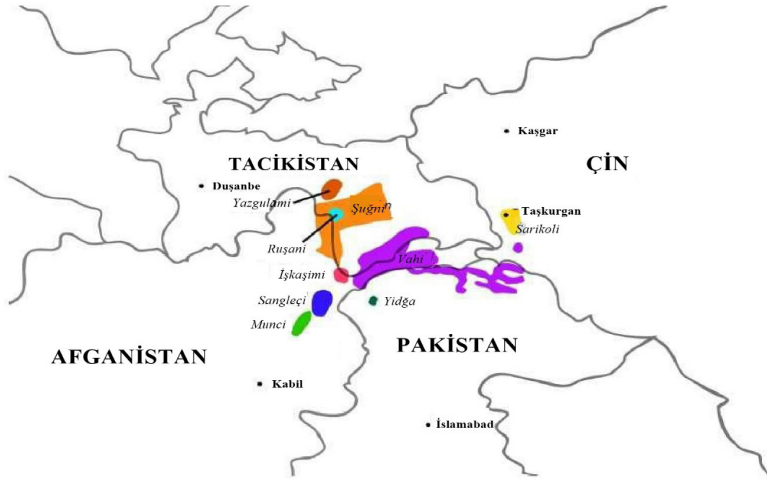 Kaşgar
TACİKİSTAN
ÇİN
Duşanbe
Yazgulami
Şuğnin
Taşkurgan
Sarikoli
Ruşani
Vahi
İşkaşimi
Sangleçi
Yidğa
Munci
PAKİSTAN
AFGANİSTAN
Kabil
İslamabad